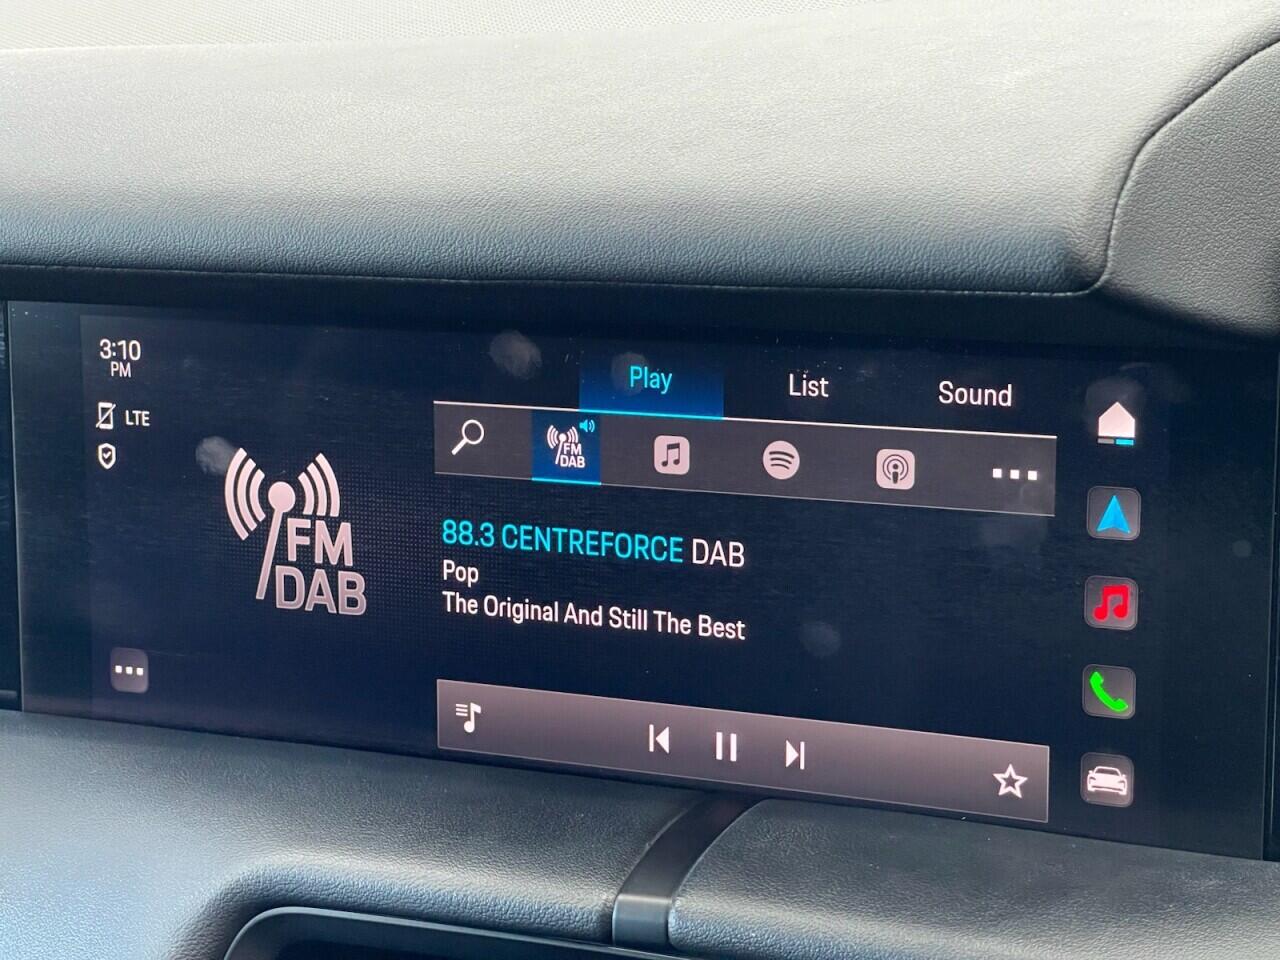 3:10
PM
LTE
Play
List
Sound
FM
DAB
FM
DAB
88.3 CENTREFORCE DAB
Pop
The Original And Still The Best